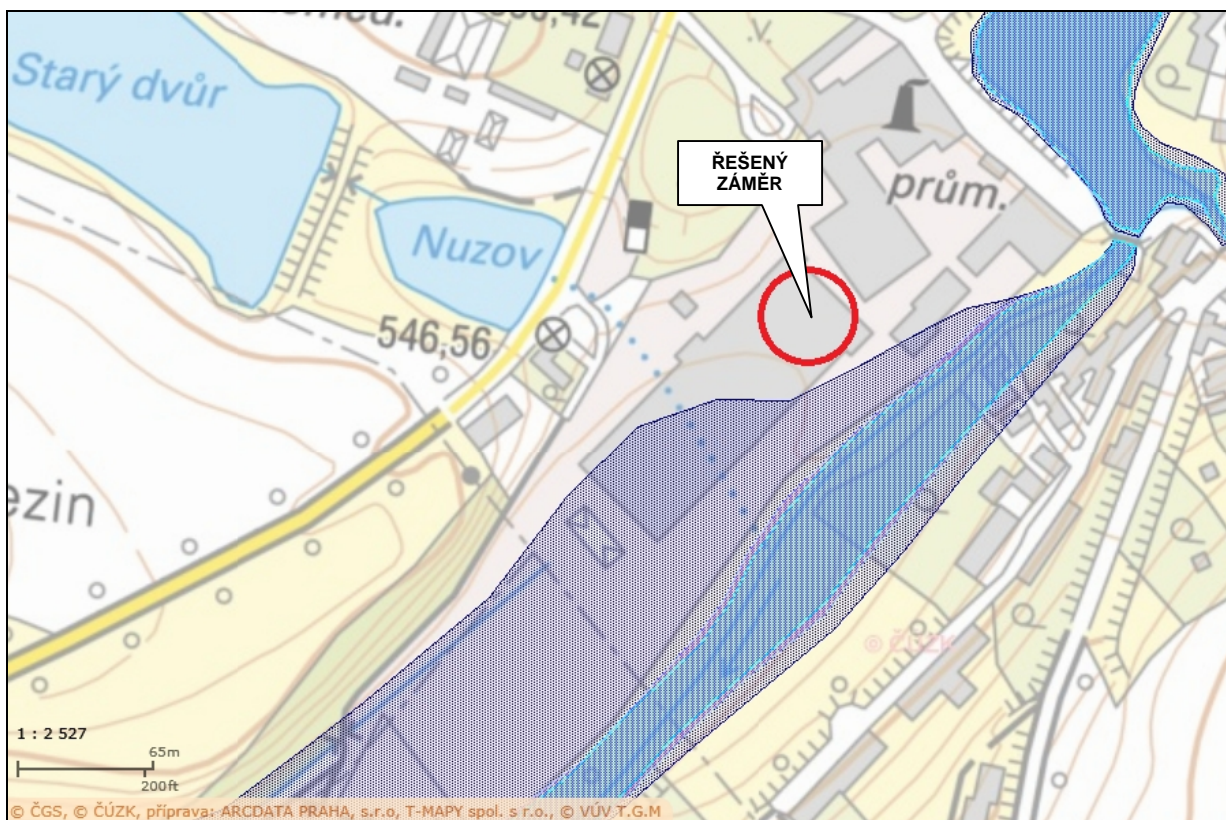 Starý dvůr
.v.
ŘEŠENÝ
ZÁMĚR
prům.
Nuzov
546,56
ezin
© ČÚZK
1 : 2 527
65m
200ft
© ČGS, © ČÚZK, příprava: ARCDATA PRAHA, s.r.o, T-MAPY spol. s r.o., © VÚV T.G.M